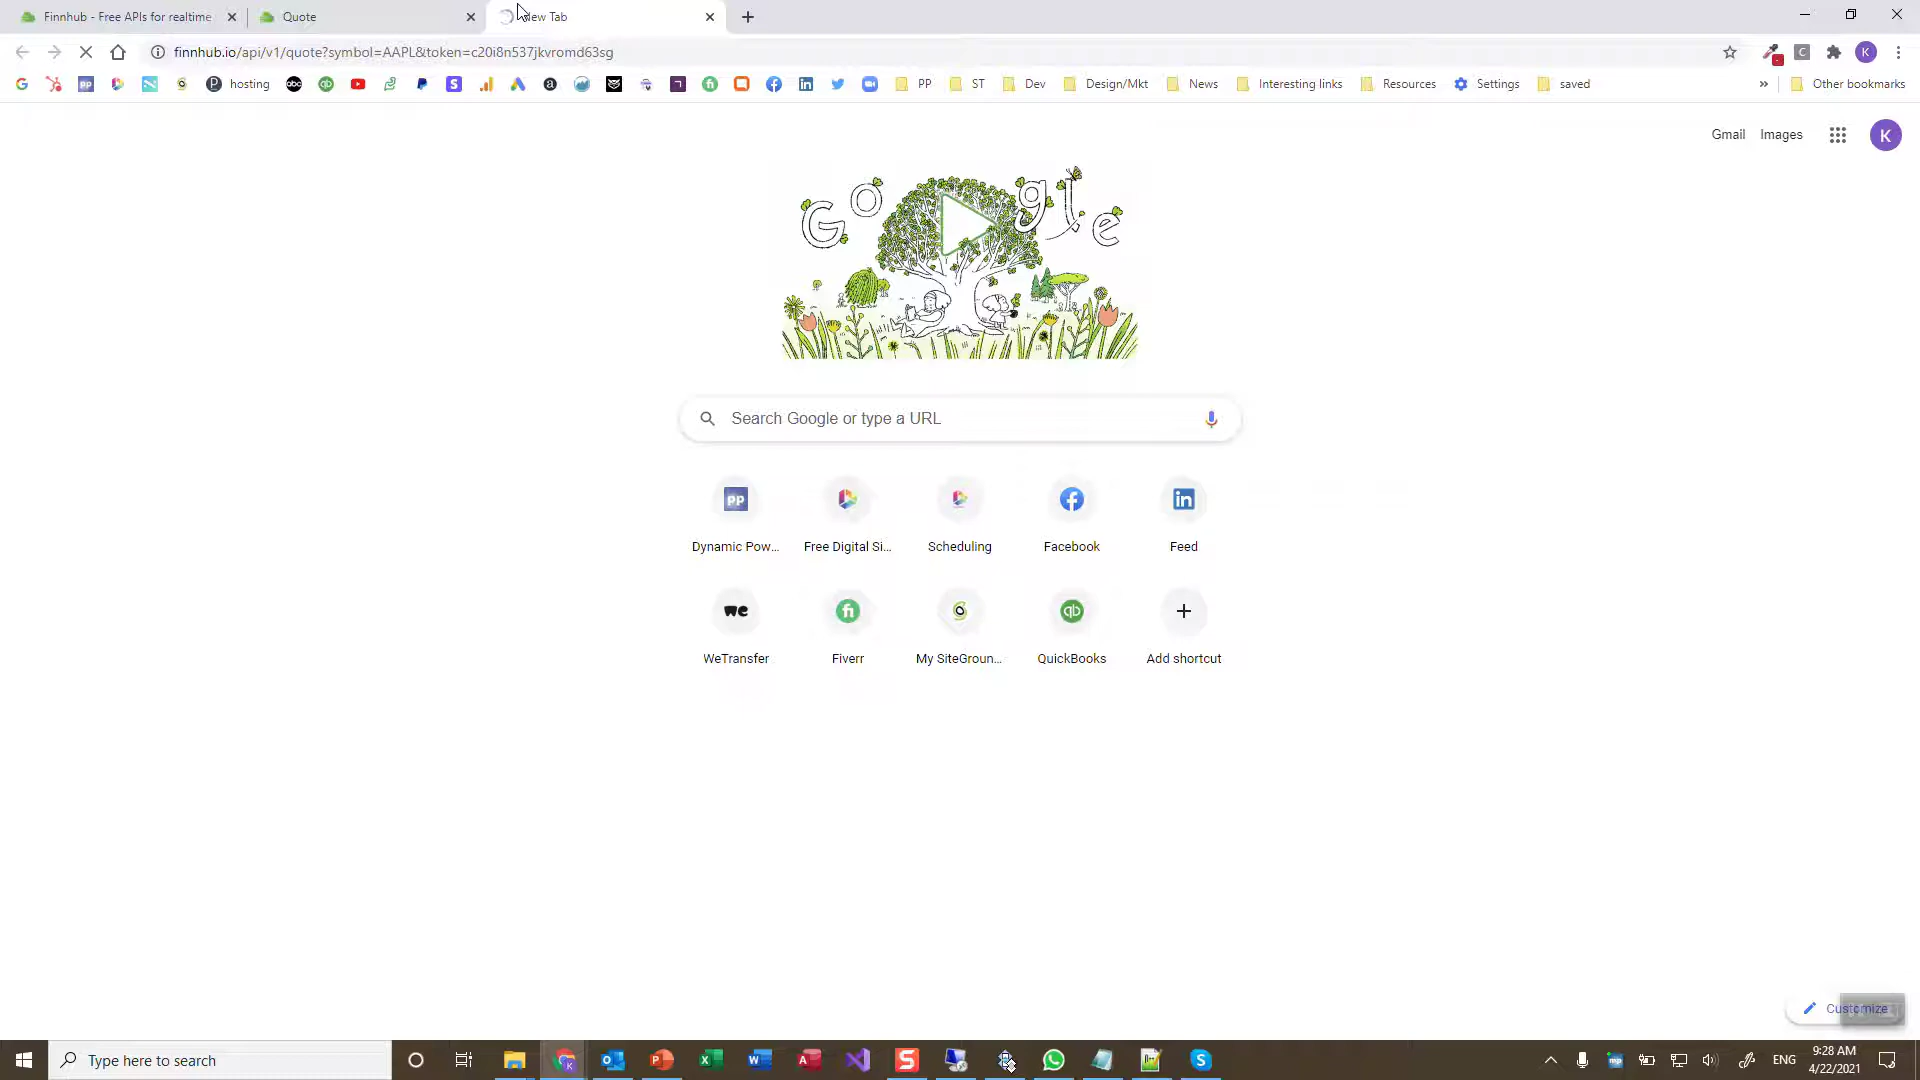 Finnhub - Free APIs for realtime
Quote
New Tab
finnhub.io/api/v1/quote?symbol=AAPL&token=c20i8n537jkvromd63sg
hosting
PP
ST
Dev
Design/Mkt
News
Interesting links
Resources
Settings
saved
Other bookmarks
Gmail
Images
K
Google
Search Google or type a URL
Dynamic Pow...
Free Digital Si...
Scheduling
Facebook
Feed
WeTransfer
Fiverr
My SiteGroun...
QuickBooks
Add shortcut
Customize
Type here to search
ENG
9:28 AM
4/22/2021